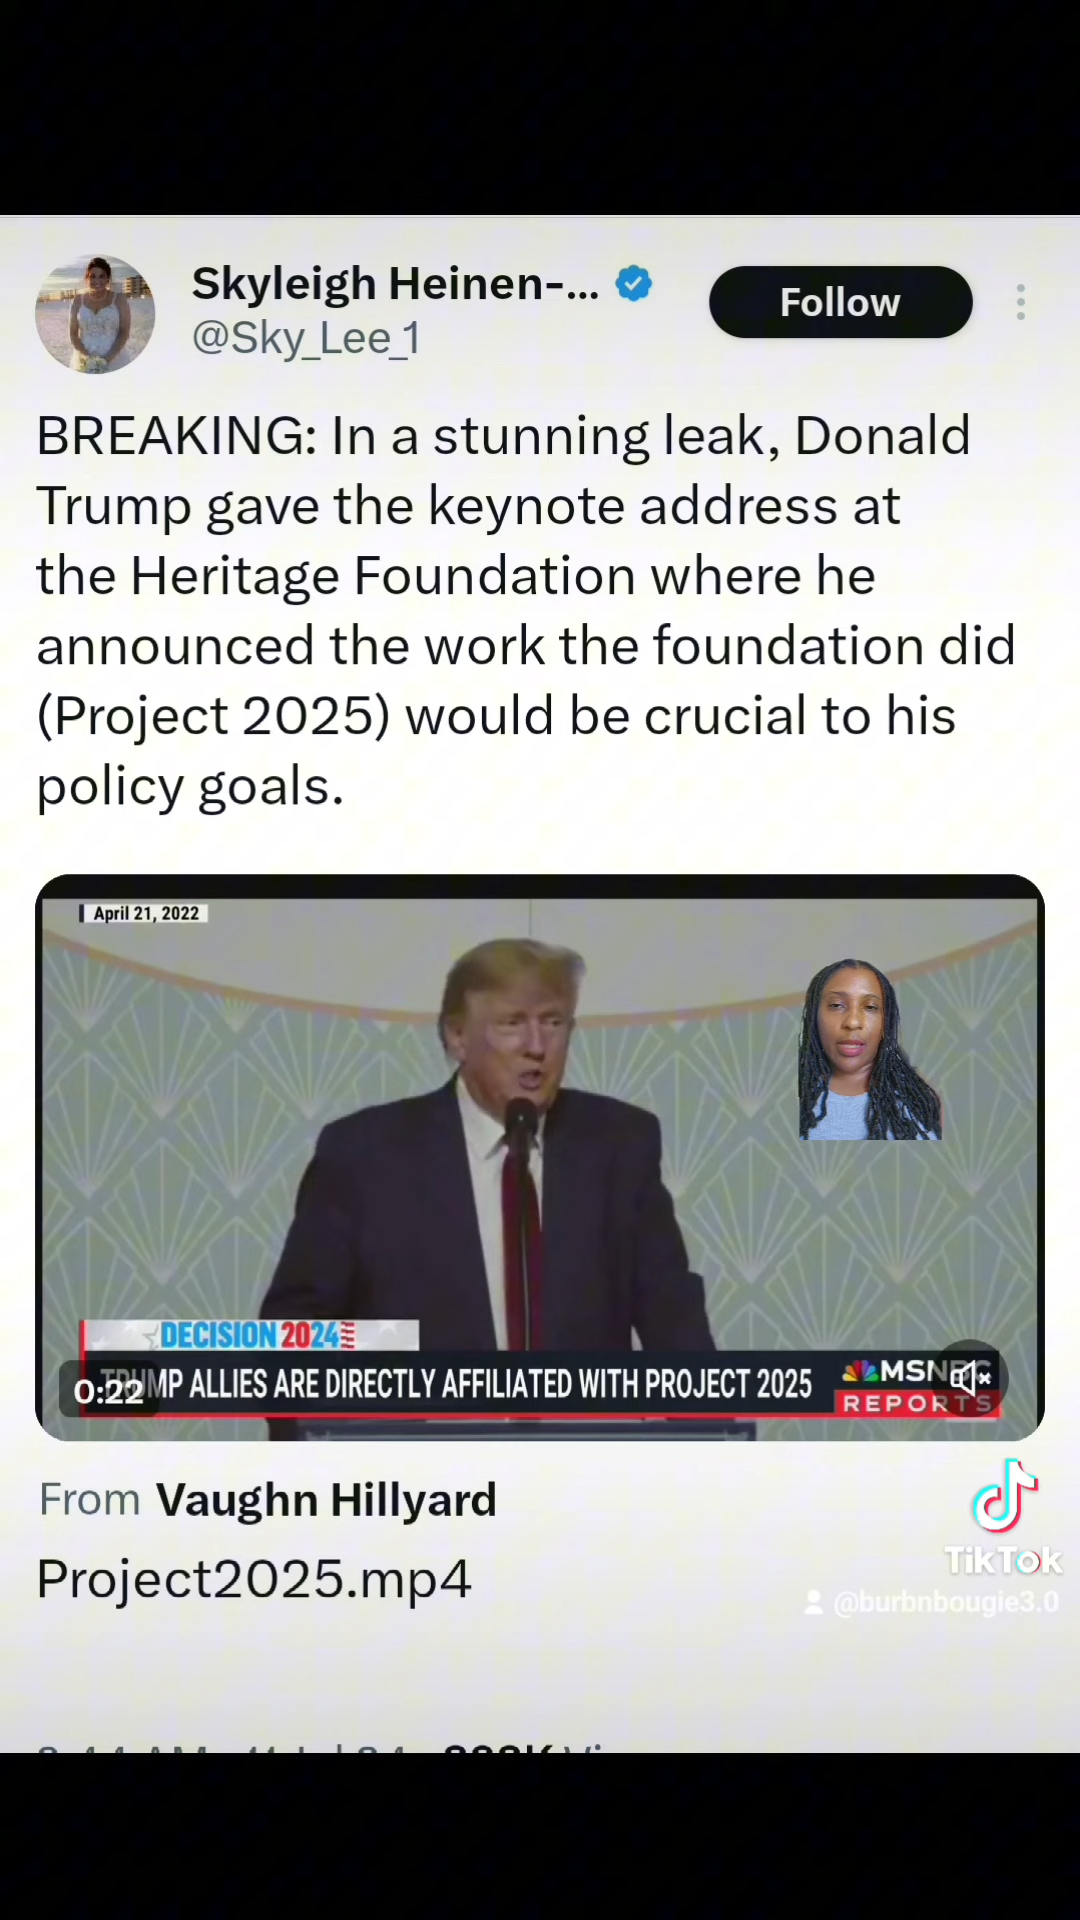 Skyleigh Heinen-...
@Sky_Lee_1
Follow
BREAKING: In a stunning leak, Donald
Trump gave the keynote address at
the Heritage Foundation where he
announced the work the foundation did
(Project 2025) would be crucial to his
policy goals.
April 21, 2022
DECISION 2024
TRUMP ALLIES ARE DIRECTLY AFFILIATED WITH PROJECT 2025
0:22
MSNBC
REPORTS
From Vaughn Hillyard
Project2025.mp4
TikTok
@burbnbougie3.0